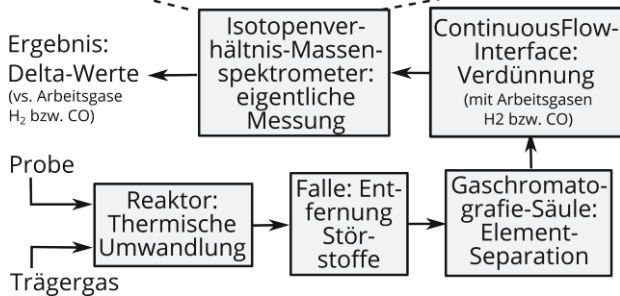 Ergebnis:
Delta-Werte
(vs. Arbeitsgase
H₂ bzw. CO)
Isotopenver-
hältnis-Massen-
spektrometer:
eigentliche
Messung
ContinuousFlow-
Interface:
Verdünnung
(mit Arbeitsgasen
H2 bzw. CO)
Probe
Trägergas
Reaktor:
Thermische
Umwandlung
Falle: Ent-
fernung
Stör-
stoffe
Gaschromato-
grafie-Säule:
Element-
Separation